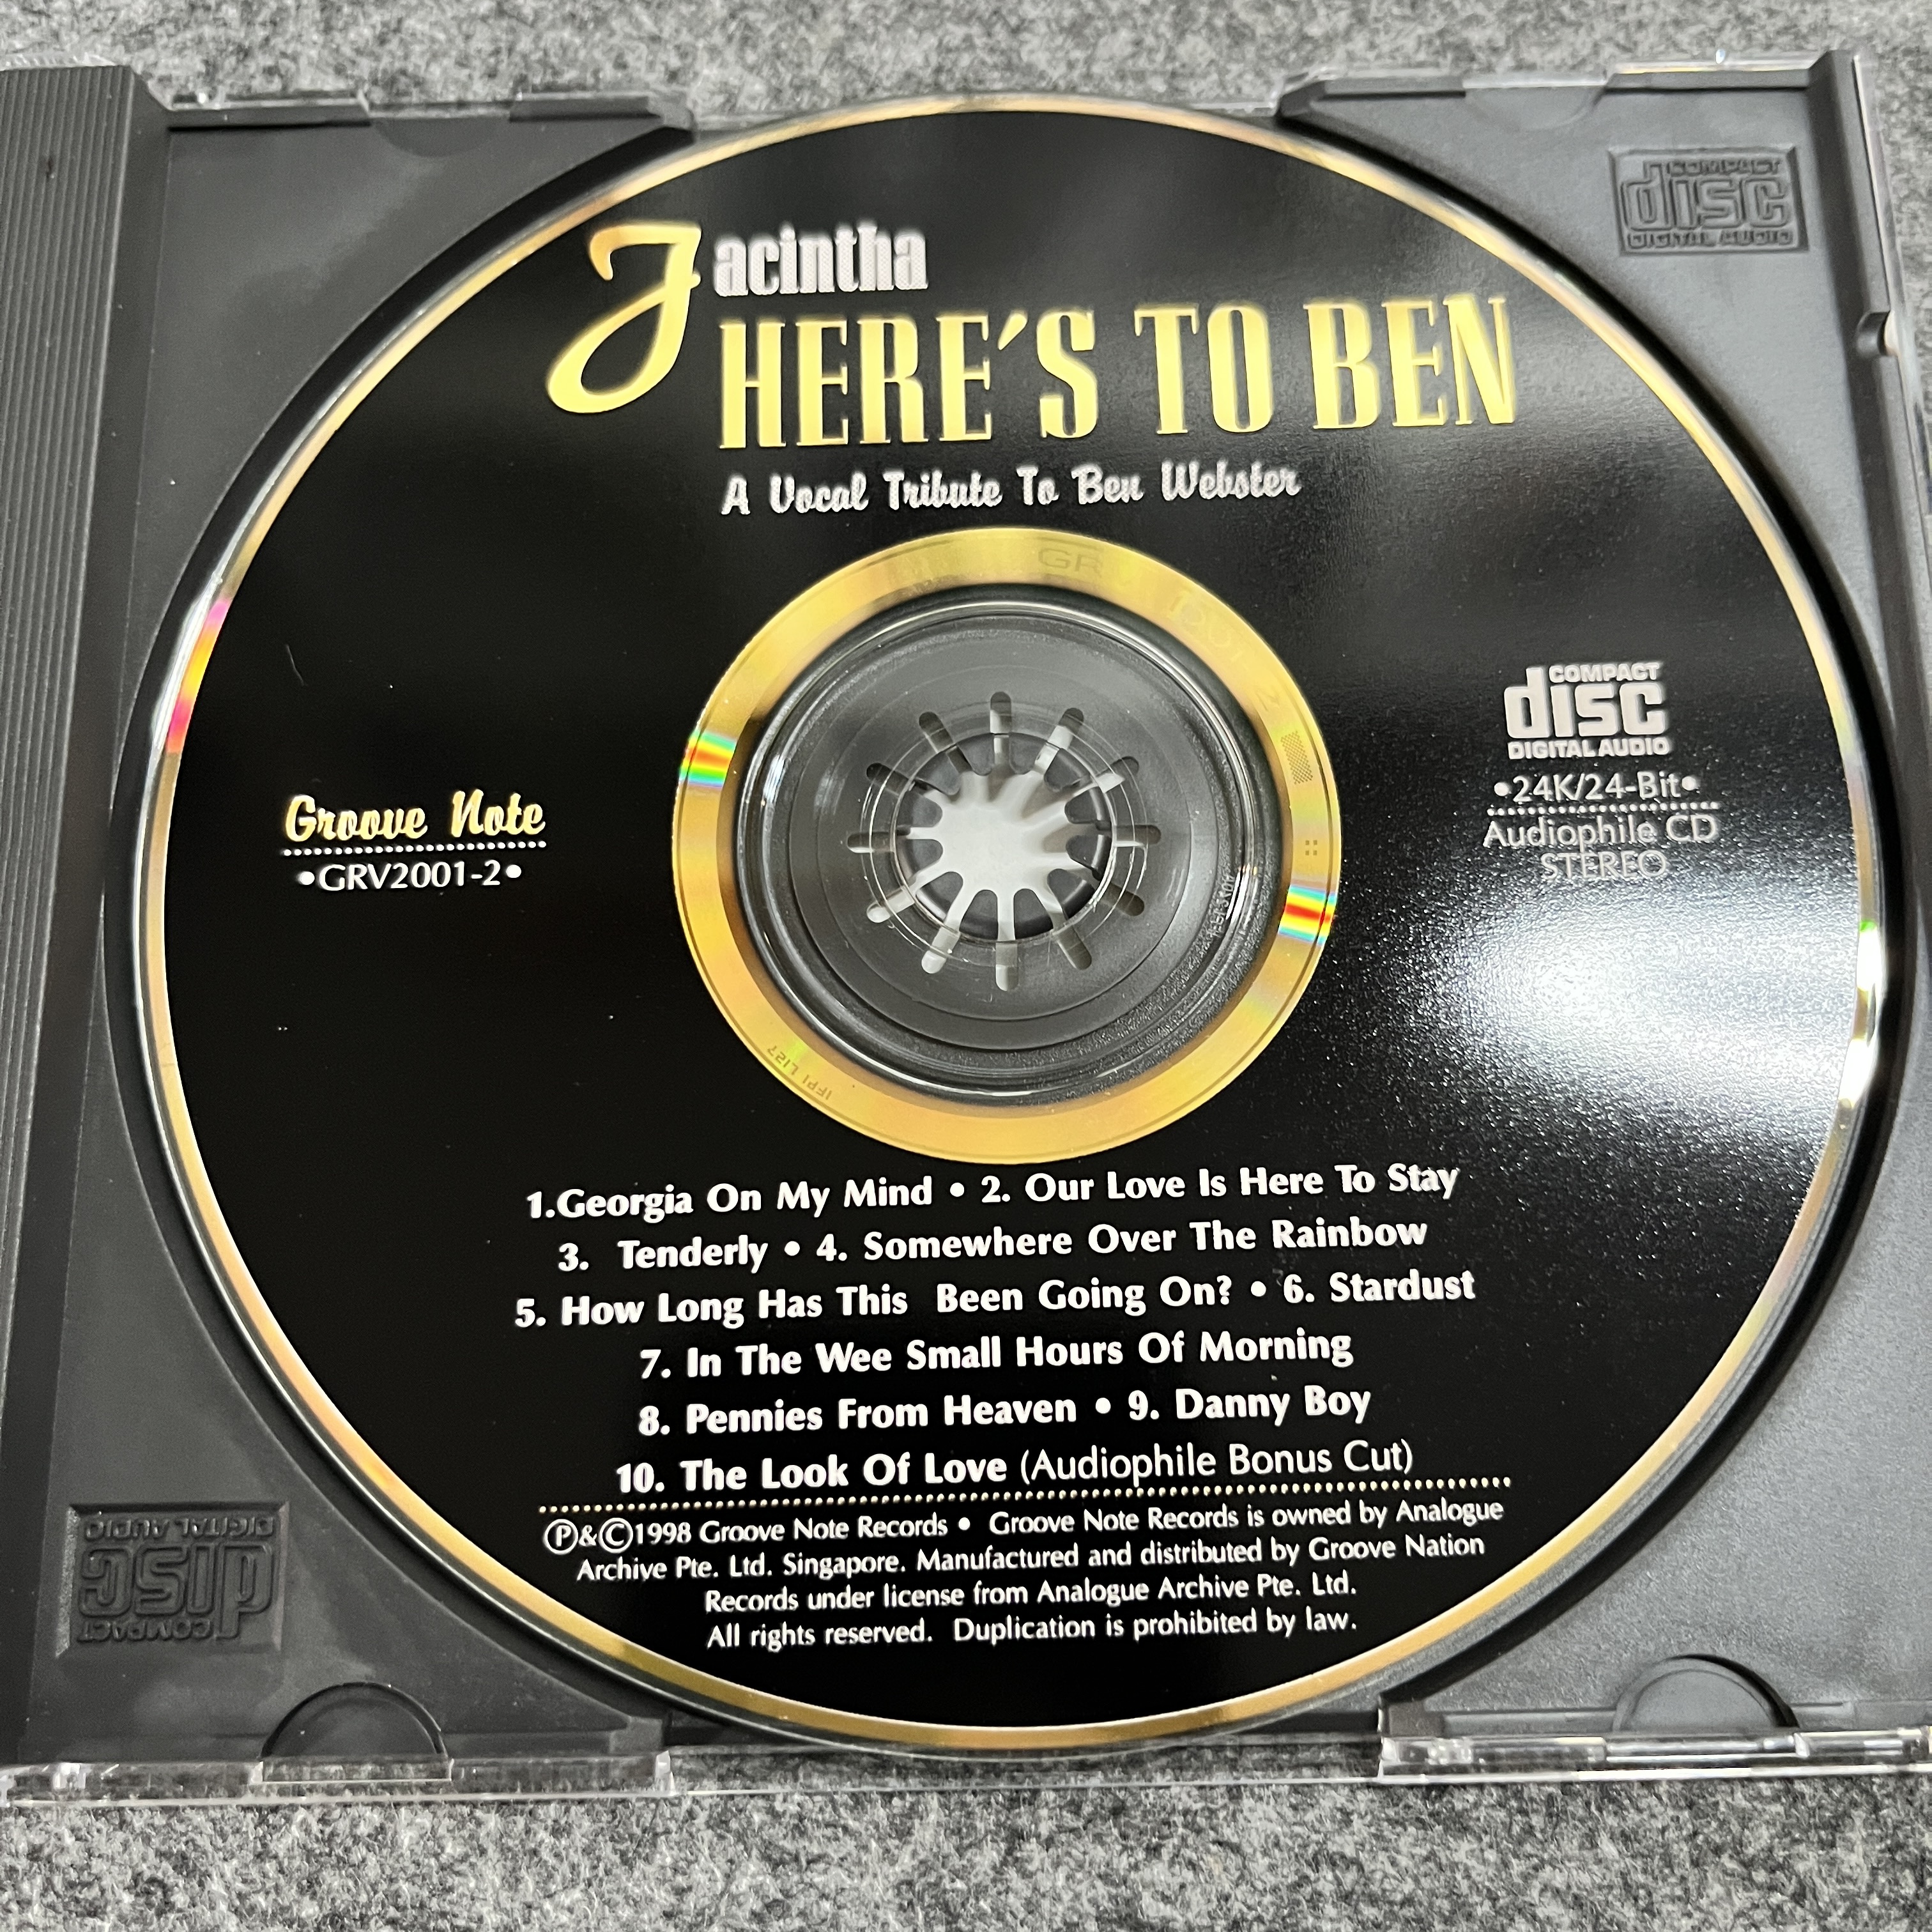 COMPACT
disc
DIGITAL AUDIO
Jacintha
HERE'S TO BEN
A Vocal Tribute To Ben Webster
COMPACT
disc
DIGITAL AUDIO
•24K/24-Bit•
Audiophile CD
STEREO
Groove Note
•GRV2001-2•
IFPI L127
1.Georgia On My Mind • 2. Our Love Is Here To Stay
3. Tenderly • 4. Somewhere Over The Rainbow
5. How Long Has This Been Going On? • 6. Stardust
7. In The Wee Small Hours Of Morning
8. Pennies From Heaven • 9. Danny Boy
10. The Look Of Love (Audiophile Bonus Cut)
Ⓟ&©1998 Groove Note Records • Groove Note Records is owned by Analogue
Archive Pte. Ltd. Singapore. Manufactured and distributed by Groove Nation
Records under license from Analogue Archive Pte. Ltd.
All rights reserved. Duplication is prohibited by law.
COMPACT
disc
DIGITAL AUDIO